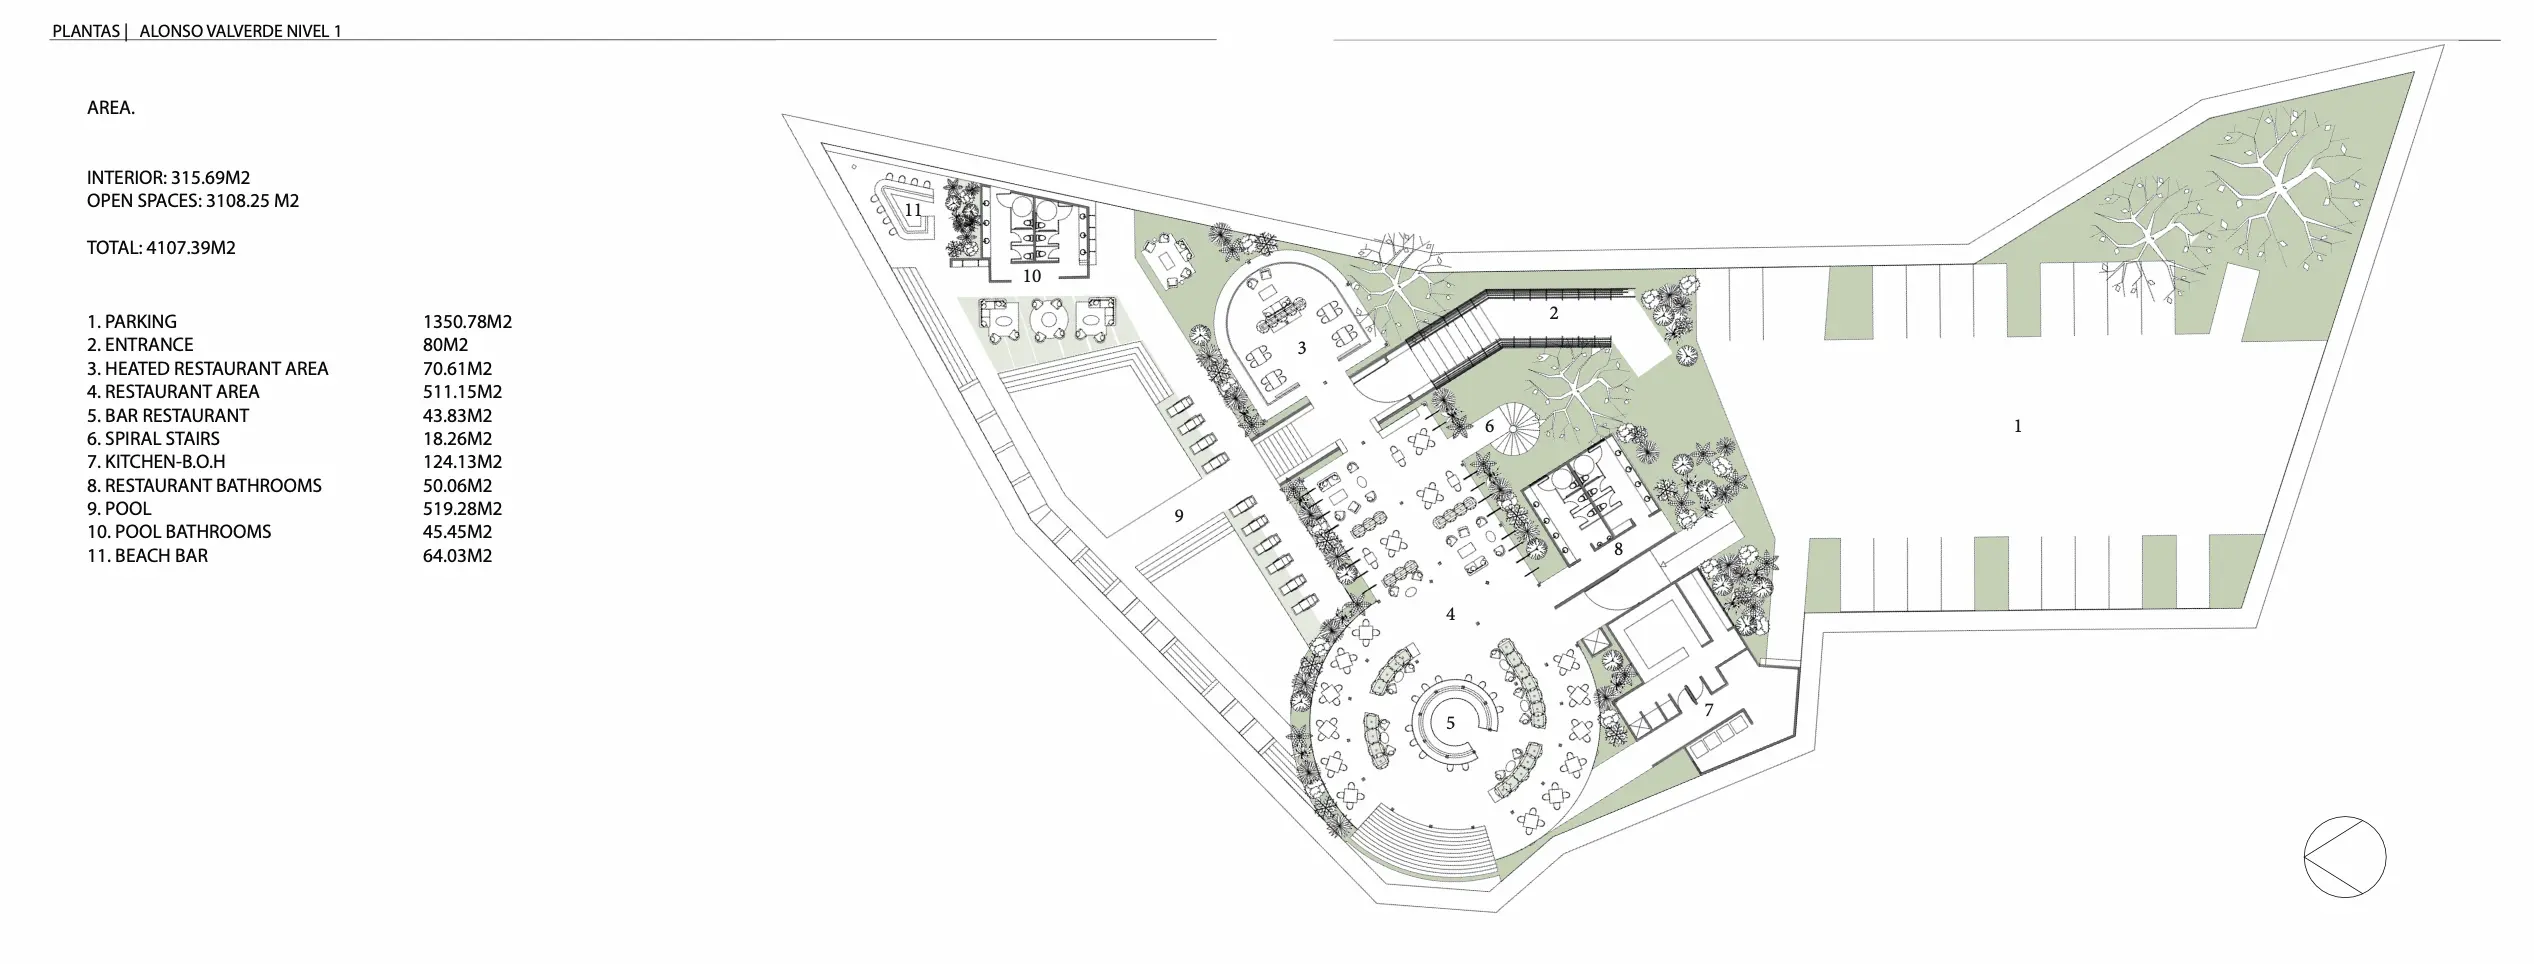 PLANTAS | ALONSO VALVERDE NIVEL 1
AREA.
INTERIOR: 315.69M2
OPEN SPACES: 3108.25 M2
TOTAL: 4107.39M2
1. PARKING 1350.78M2
2. ENTRANCE 80M2
3. HEATED RESTAURANT AREA 70.61M2
4. RESTAURANT AREA 511.15M2
5. BAR RESTAURANT 43.83M2
6. SPIRAL STAIRS 18.26M2
7. KITCHEN-B.O.H 124.13M2
8. RESTAURANT BATHROOMS 50.06M2
9. POOL 519.28M2
10. POOL BATHROOMS 45.45M2
11. BEACH BAR 64.03M2
11
10
2
3
6
1
9
8
4
7
5